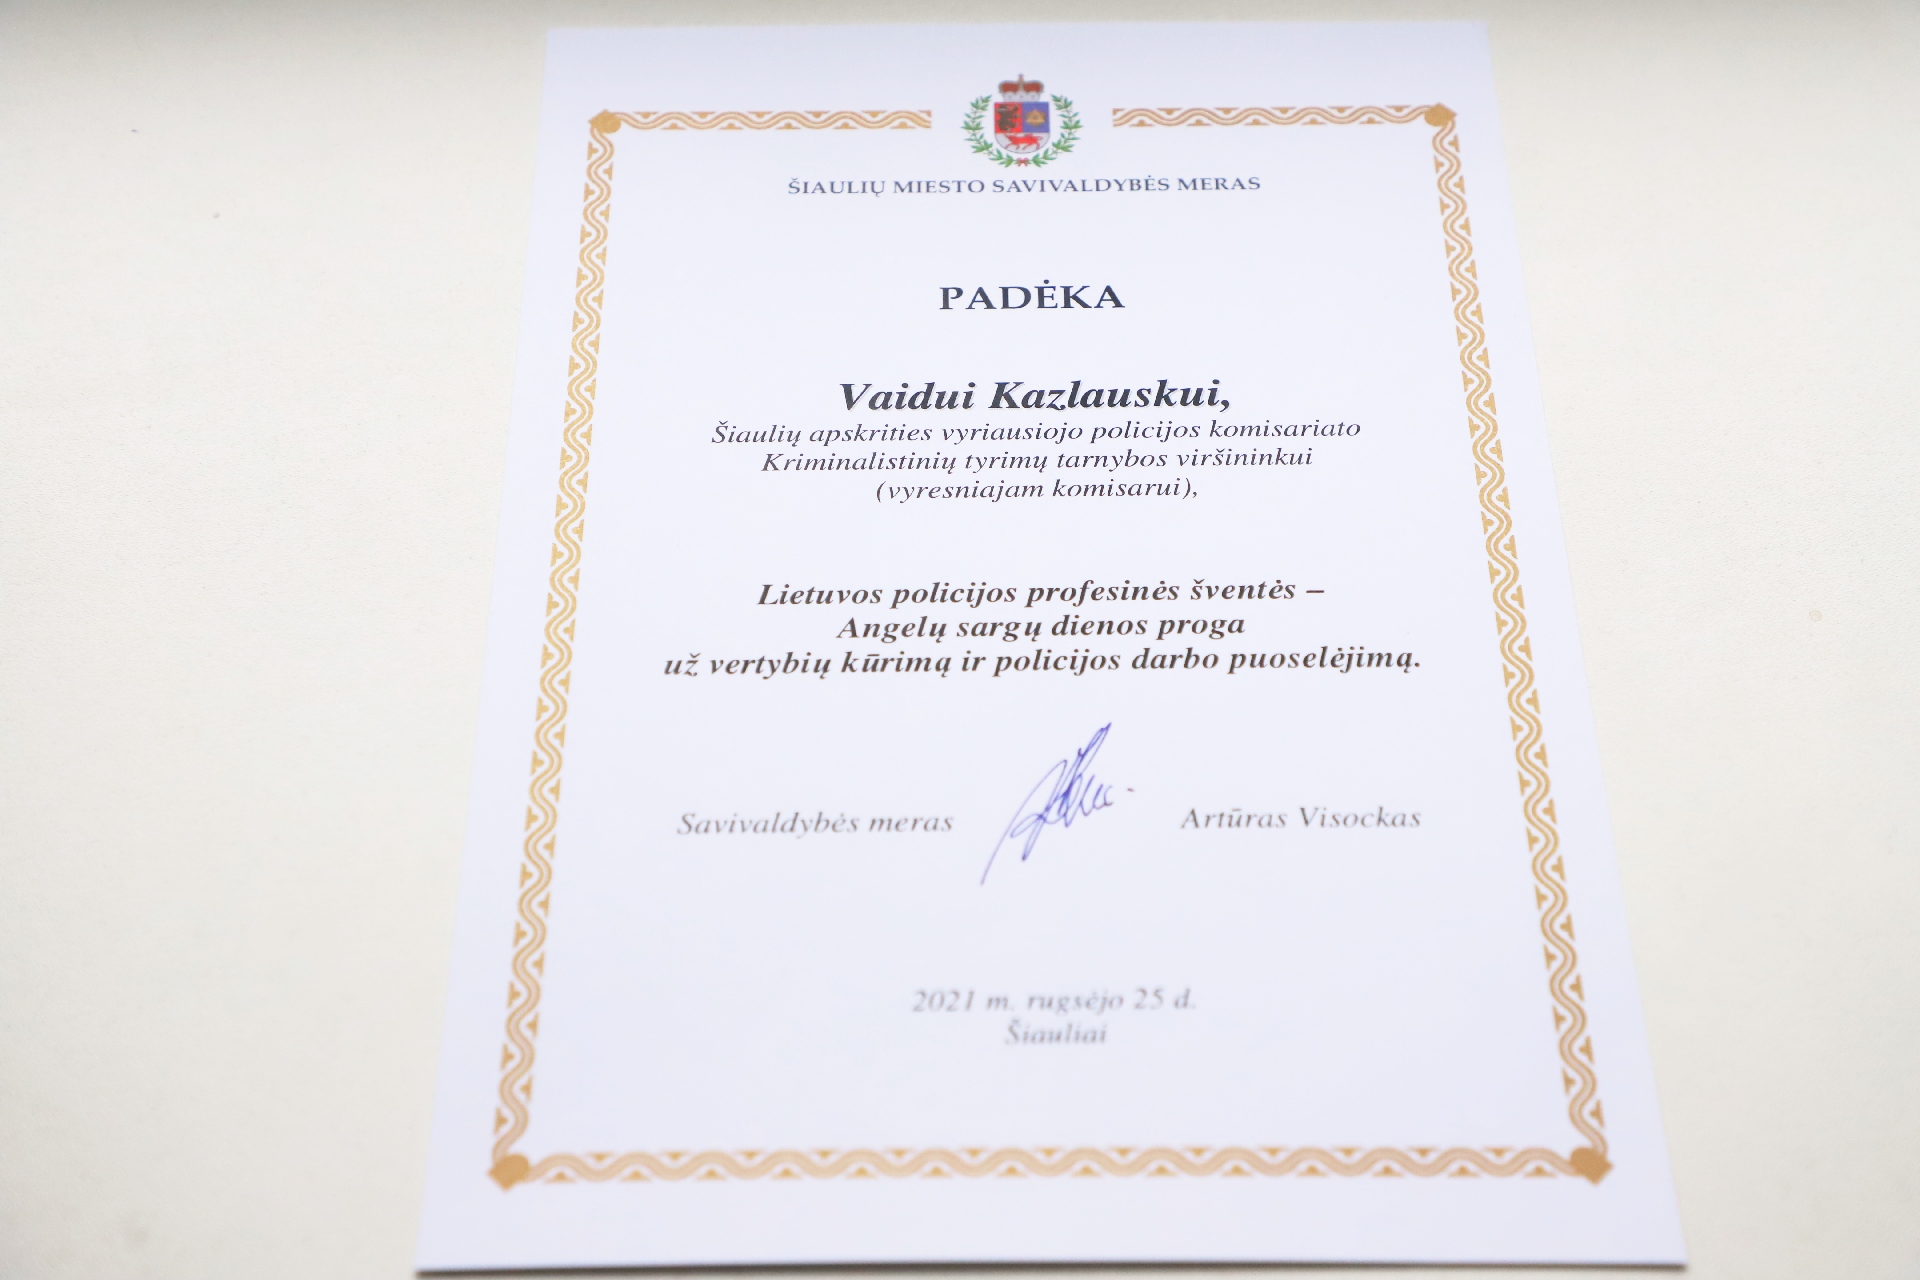 ŠIAULIŲ MIESTO SAVIVALDYBĖS MERAS
PADĖKA
Vaidui Kazlauskui,
Šiaulių apskrities vyriausiojo policijos komisariato
Kriminalistinių tyrimų tarnybos viršininkui
(vyresniajam komisarui),
Lietuvos policijos profesinės šventės –
Angelų sargų dienos proga
už vertybių kūrimą ir policijos darbo puoselėjimą.
Savivaldybės meras Artūras Visockas
2021 m. rugsėjo 25 d.
Šiauliai